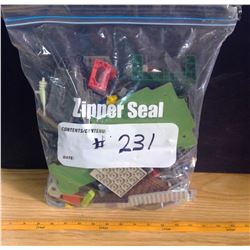 Zipper Seal
CONTENTS/CONTENU:
# 231
DATE: